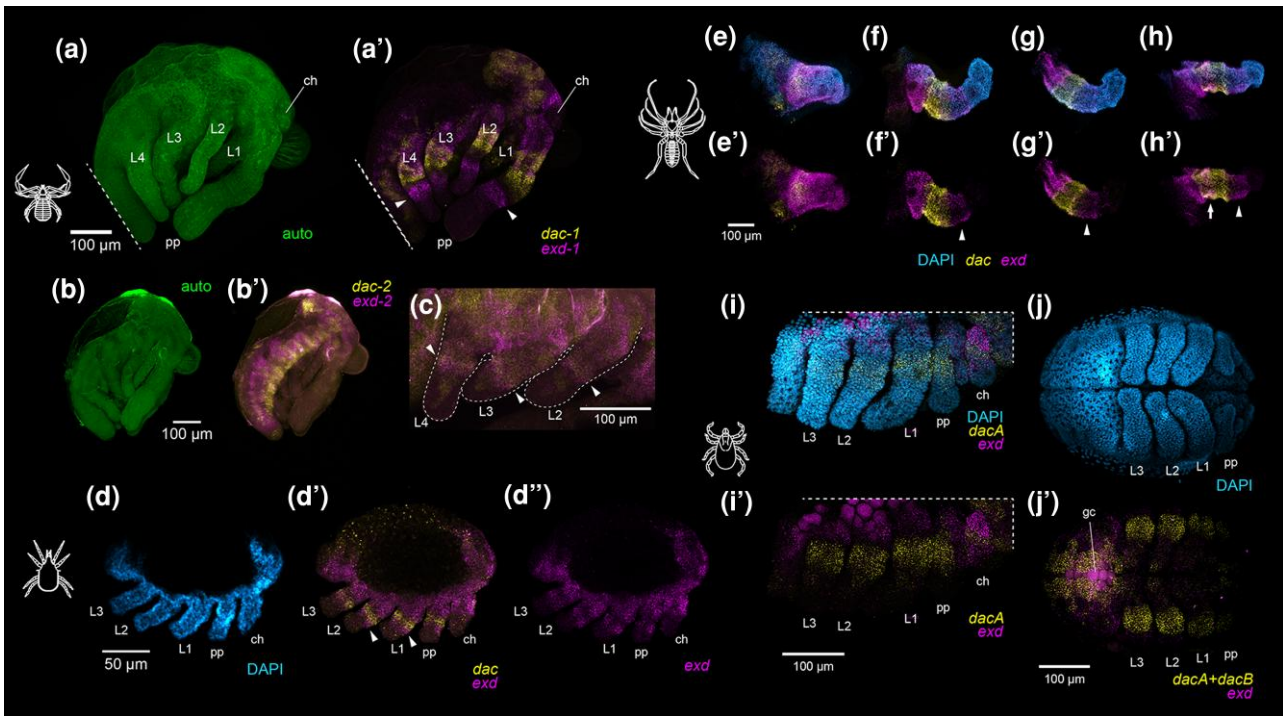 (a)
ch
L3
L2
L4
L1
100 µm
pp
auto
(a')
ch
L2
L3
L4
L1
pp
dac-1
exd-1
(b)
auto
100 µm
(b')
dac-2
exd-2
(c)
L4
L3
L2
100 µm
(d)
L3
L2
L1
pp
ch
50 µm
DAPI
(d')
L3
L2
L1
pp
ch
dac
exd
(d'')
L3
L2
L1
pp
ch
exd
(e)
(f)
(g)
(h)
(e')
(f')
(g')
(h')
100 µm
DAPI dac exd
(i)
ch
L3
L2
L1
pp
DAPI
dacA
exd
(j)
L3
L2
L1
pp
DAPI
(i')
ch
L3
L2
L1
pp
dacA
exd
100 µm
(j')
gc
L3
L2
L1
pp
100 µm
dacA+dacB
exd